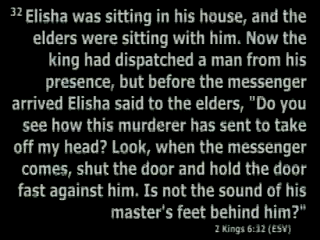 32 Elisha was sitting in his house, and the
elders were sitting with him. Now the
king had dispatched a man from his
presence, but before the messenger
arrived Elisha said to the elders, "Do you
see how this murderer has sent to take
off my head? Look, when the messenger
comes, shut the door and hold the door
fast against him. Is not the sound of his
master's feet behind him?"
2 Kings 6:32 (ESV)